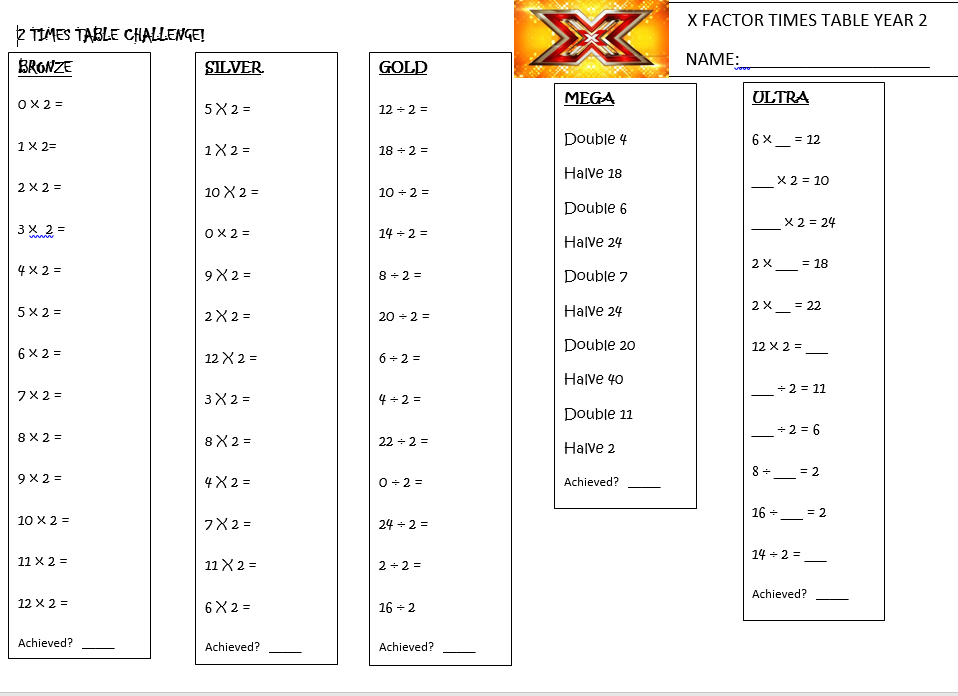 2 TIMES TABLE CHALLENGE!
X FACTOR TIMES TABLE YEAR 2
NAME:_______________________
BRONZE
0 X 2 =
1 X 2=
2 X 2 =
3 X  2 =
4 X 2 =
5 X 2 =
6 X 2 =
7 X 2 =
8 X 2 =
9 X 2 =
10 X 2 =
11 X 2 =
12 X 2 =
Achieved? _____
SILVER
5 X 2 =
1 X 2 =
10 X 2 =
0 X 2 =
9 X 2 =
2 X 2 =
12 X 2 =
3 X 2 =
8 X 2 =
4 X 2 =
7 X 2 =
11 X 2 =
6 X 2 =
Achieved? _____
GOLD
12 ÷ 2 =
18 ÷ 2 =
10 ÷ 2 =
14 ÷ 2 =
8 ÷ 2 =
20 ÷ 2 =
6 ÷ 2 =
4 ÷ 2 =
22 ÷ 2 =
0 ÷ 2 =
24 ÷ 2 =
2 ÷ 2 =
16 ÷ 2
Achieved? _____
MEGA
Double 4
Halve 18
Double 6
Halve 24
Double 7
Halve 24
Double 20
Halve 40
Double 11
Halve 2
Achieved? _____
ULTRA
6 X __ = 12
___ X 2 = 10
____ X 2 = 24
2 X ___ = 18
2 X __ = 22
12 X 2 = ___
___ ÷ 2 = 11
___ ÷ 2 = 6
8 ÷ ___ = 2
16 ÷ ___ = 2
14 ÷ 2 = ___
Achieved? _____